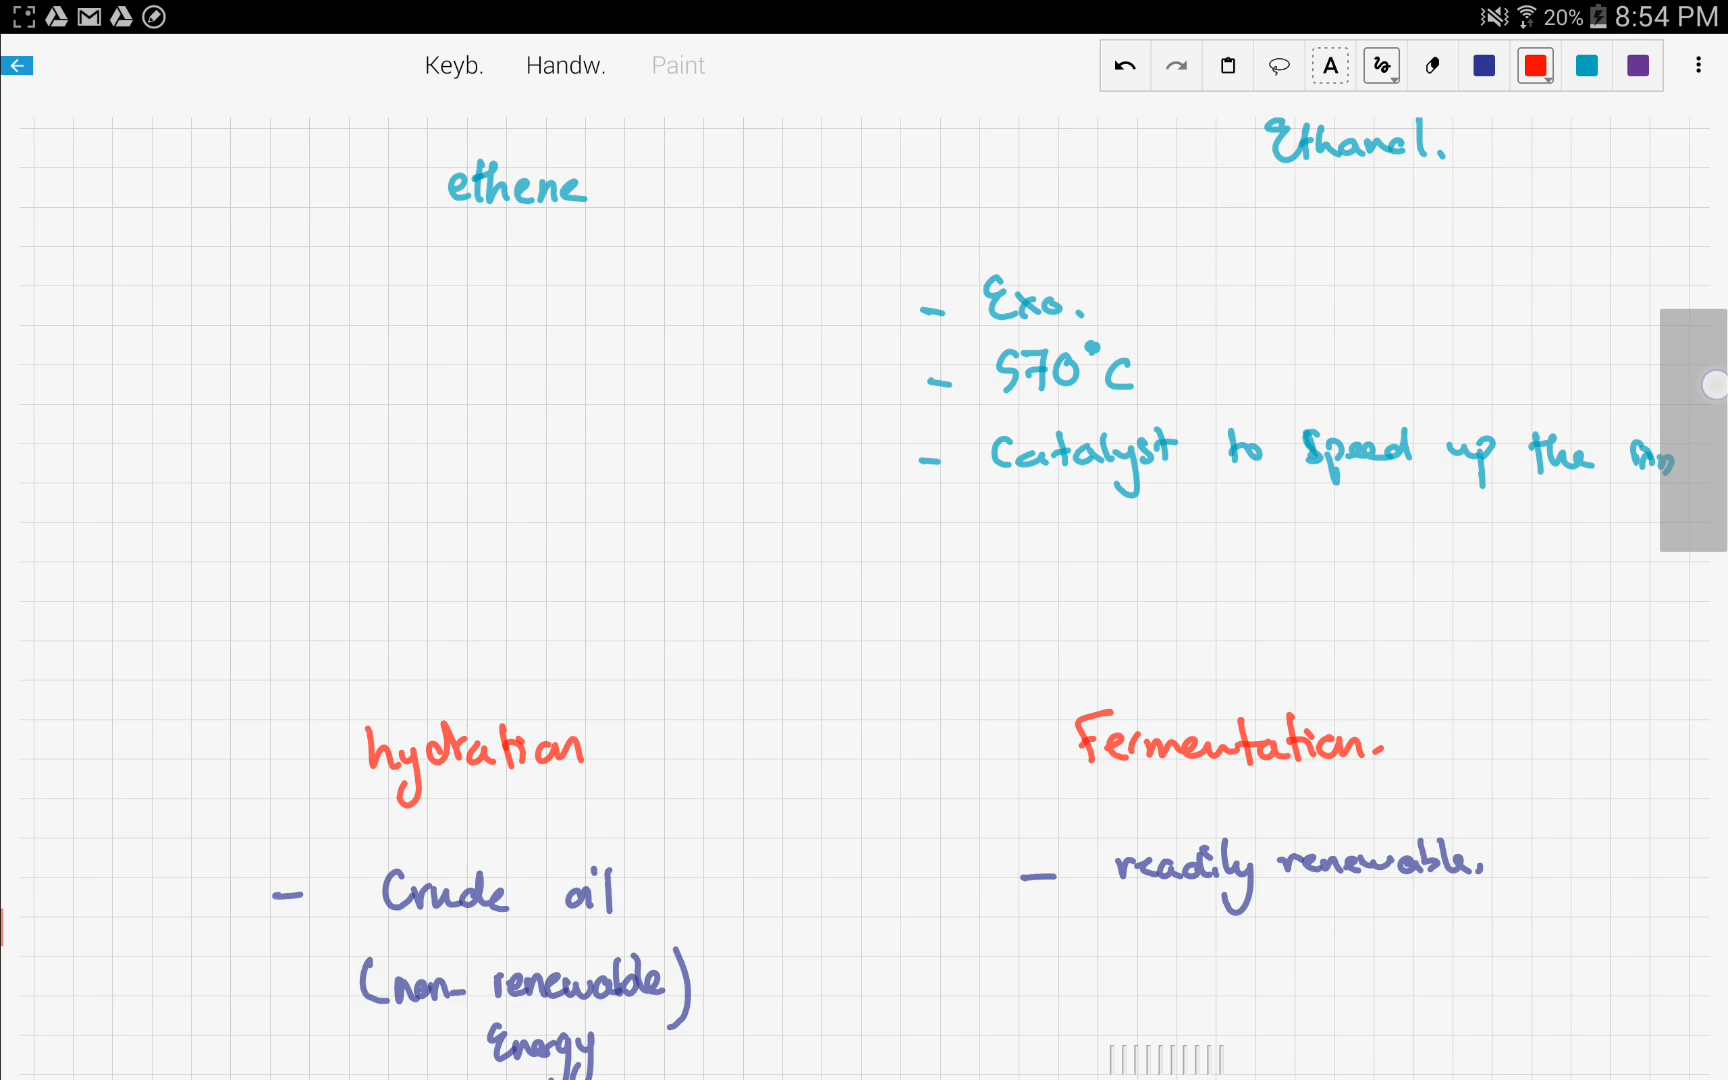 20% 8:54 PM
Keyb. Handw. Paint A
Ethanol.
ethene
- Exo.
- 570°C
- Catalyst to speed up the
hydration
Fermentation.
- Crude oil
- readily renewable.
(non- renewable)
Energy